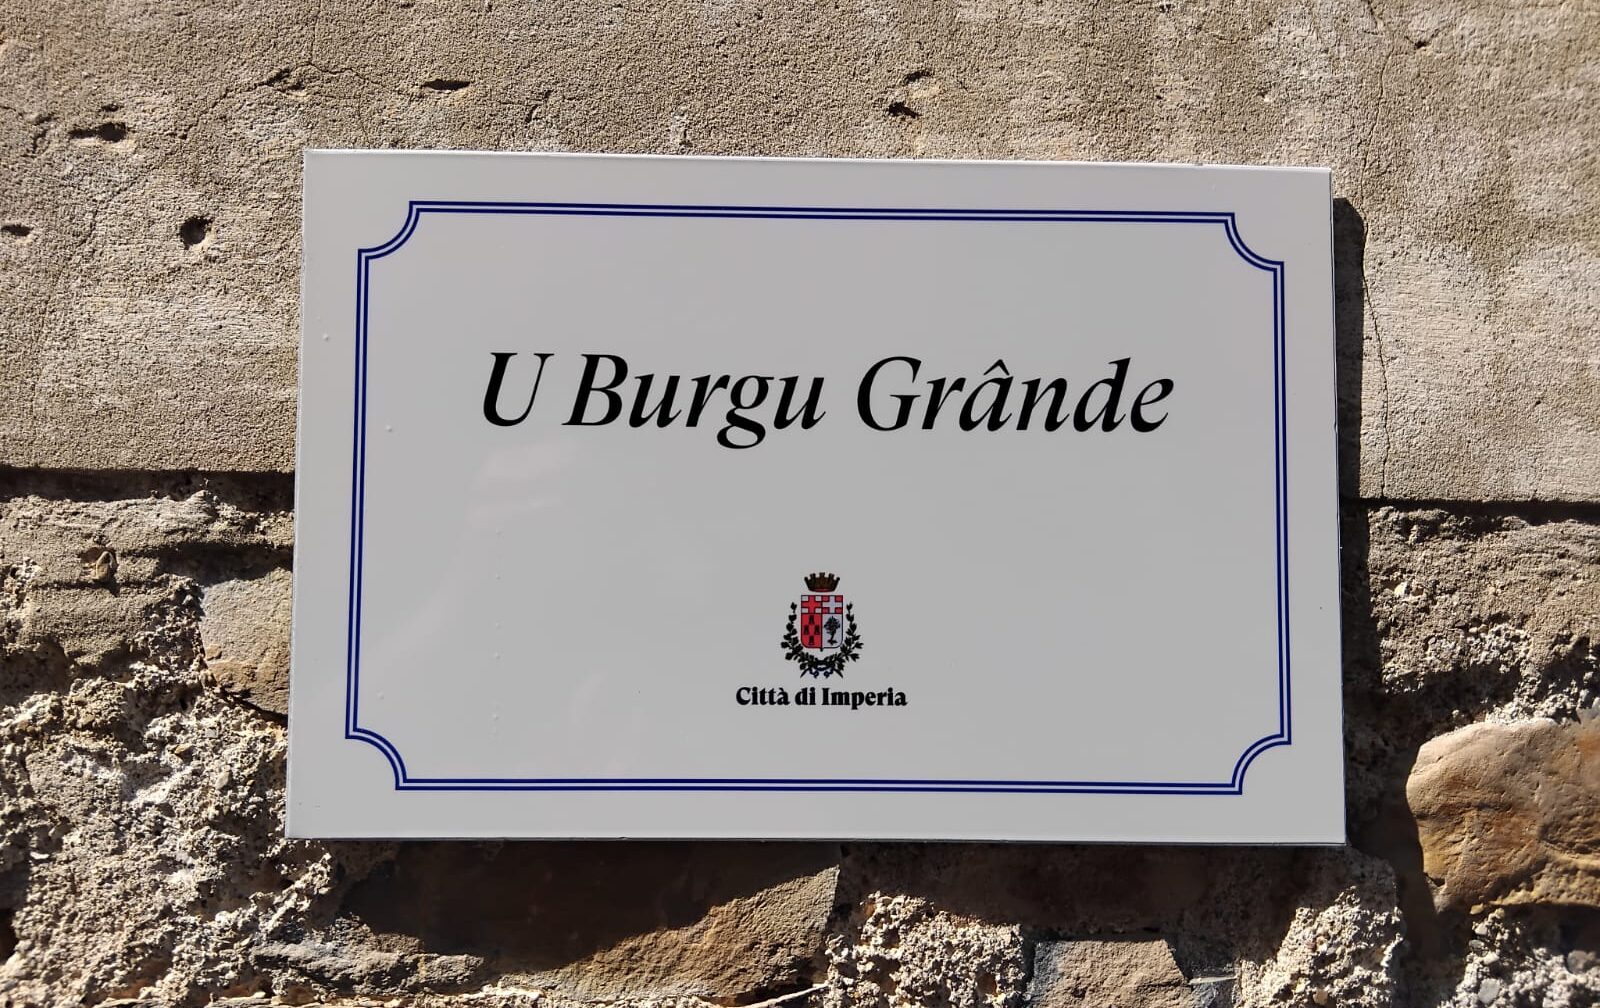 U Burgu Grânde
Città di Imperia